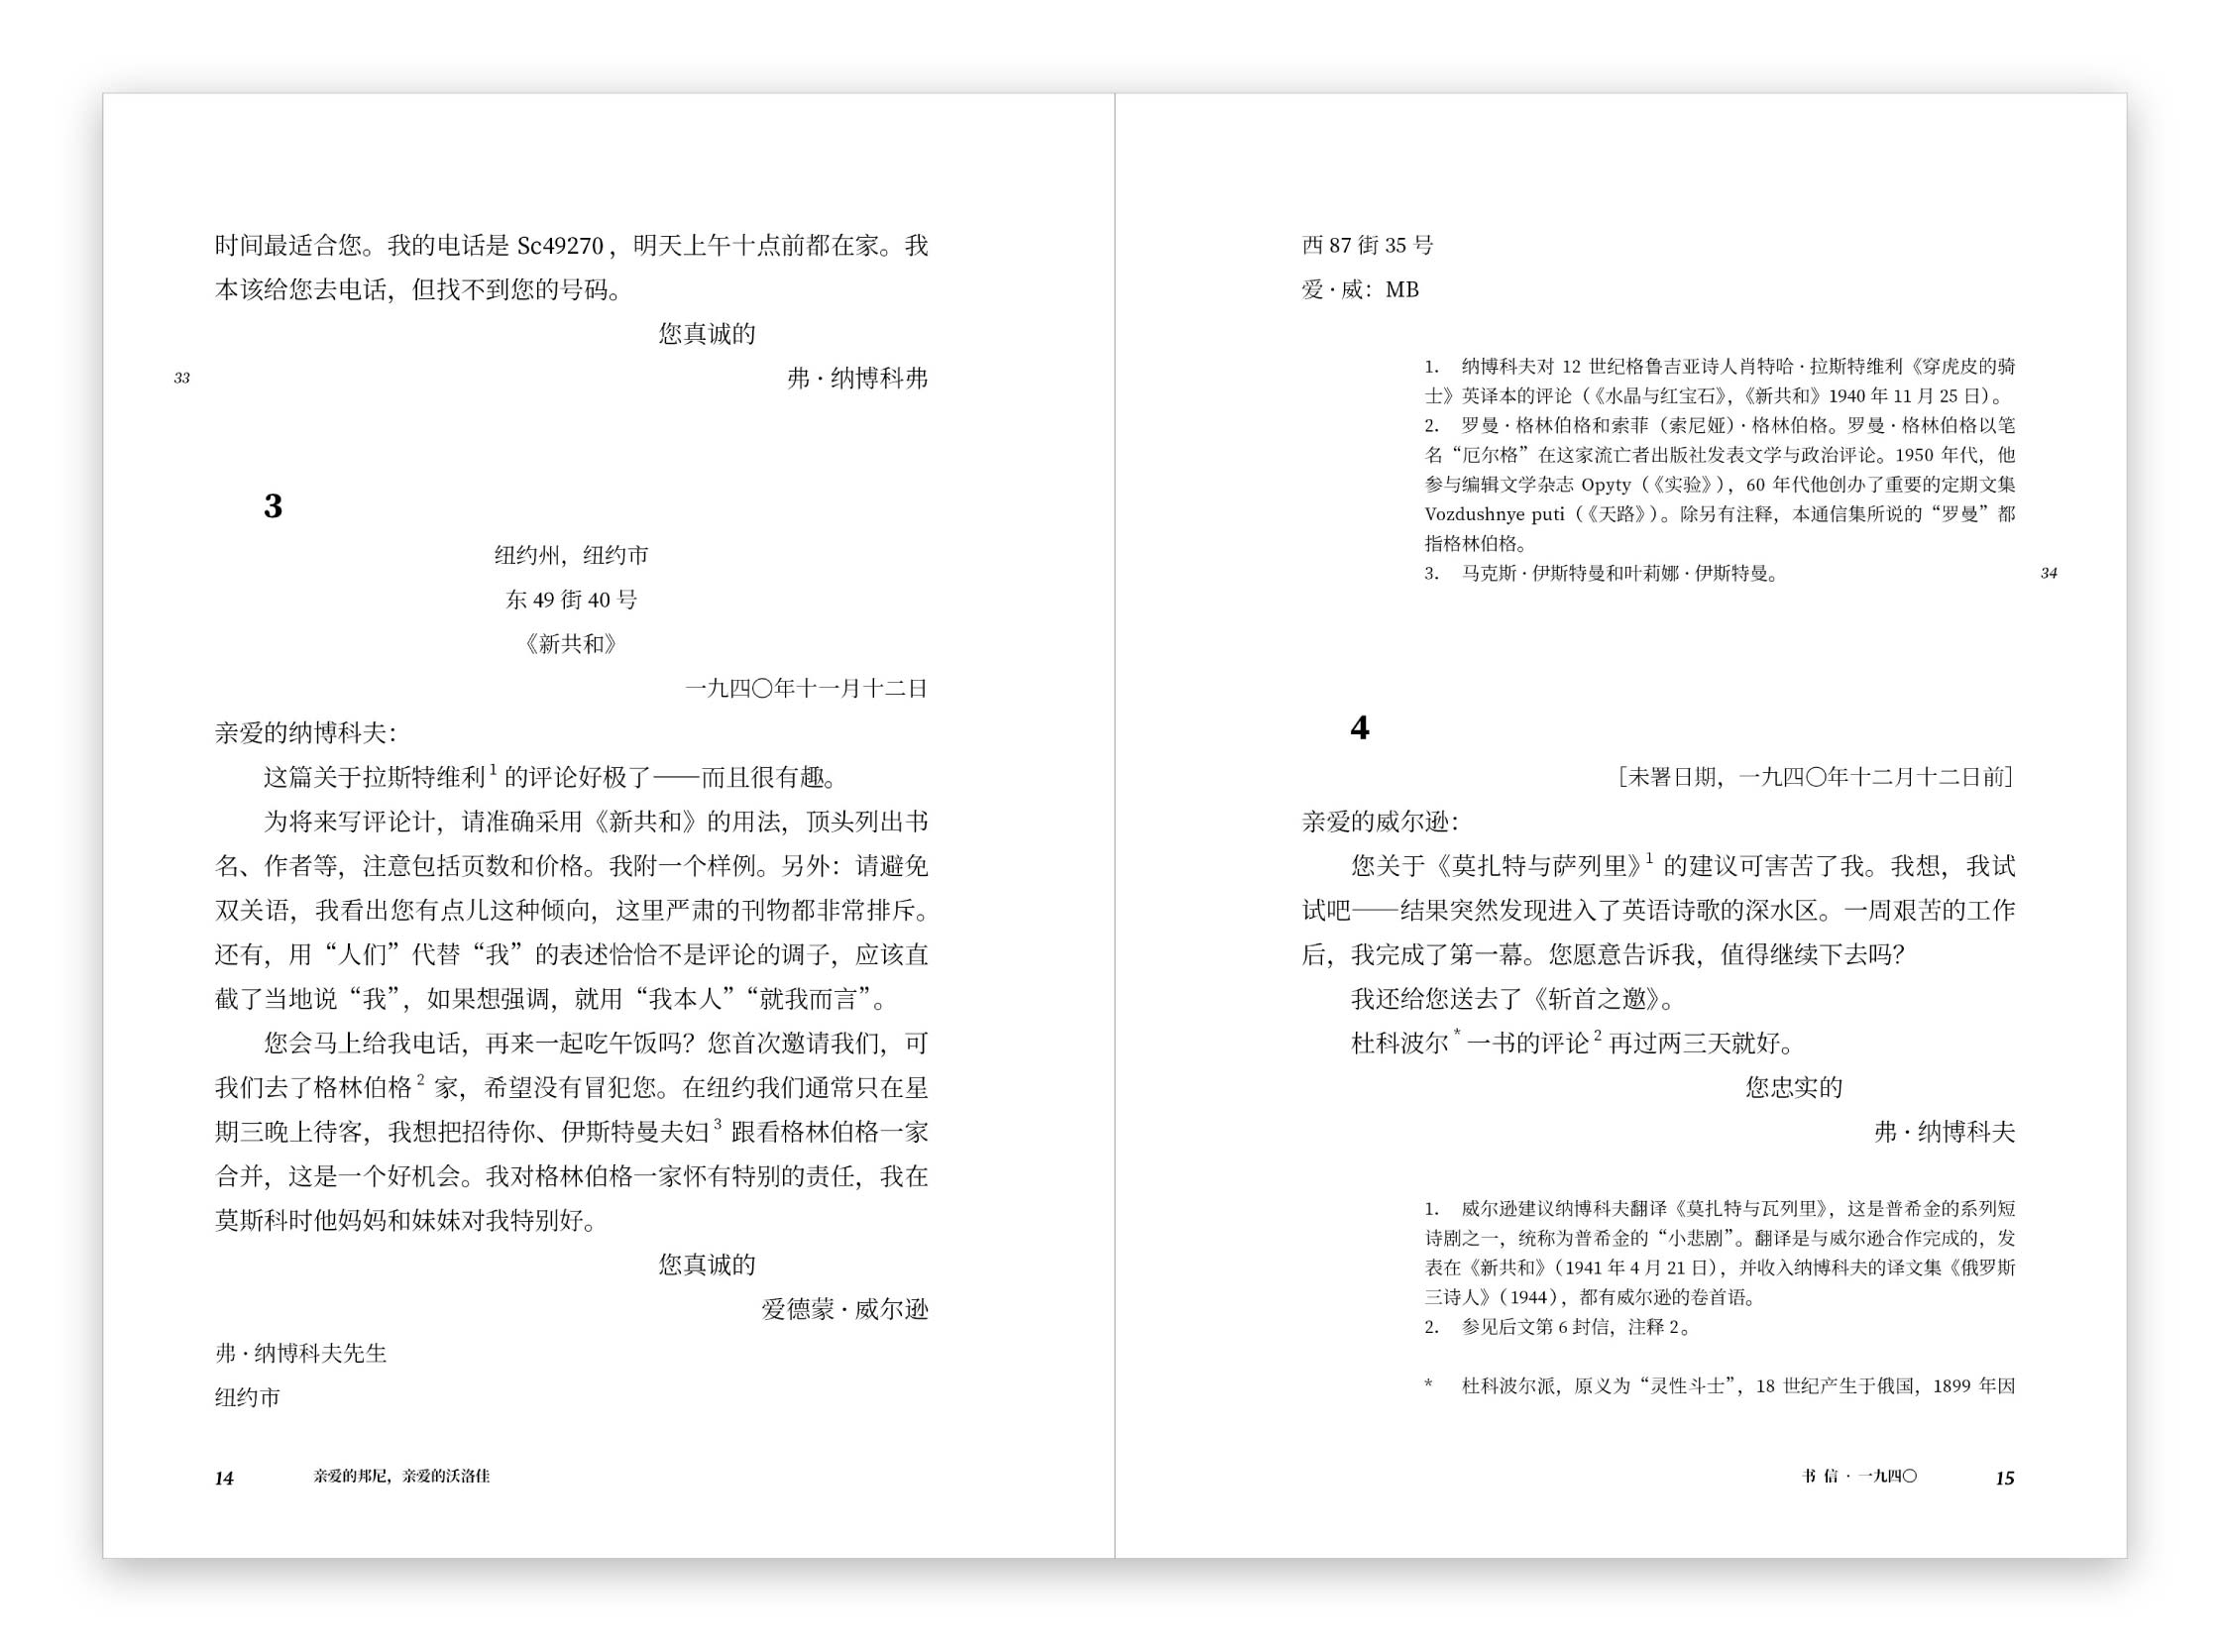 时间最适合您。我的电话是 Sc49270，明天上午十点前都在家。我
本该给您去电话，但找不到您的号码。
您真诚的
33
弗·纳博科弗
3
纽约州，纽约市
东 49 街 40 号
《新共和》
一九四〇年十一月十二日
亲爱的纳博科夫：
这篇关于拉斯特维利1的评论好极了——而且很有趣。
为将来写评论计，请准确采用《新共和》的用法，顶头列出书
名、作者等，注意包括页数和价格。我附一个样例。另外：请避免
双关语，我看出您有点儿这种倾向，这里严肃的刊物都非常排斥。
还有，用“人们”代替“我”的表述恰恰不是评论的调子，应该直
截了当地说“我”，如果想强调，就用“我本人”“就我而言”。
您会马上给我电话，再来一起吃午饭吗？您首次邀请我们，可
我们去了格林伯格2家，希望没有冒犯您。在纽约我们通常只在星
期三晚上待客，我想把招待你、伊斯特曼夫妇3跟看格林伯格一家
合并，这是一个好机会。我对格林伯格一家怀有特别的责任，我在
莫斯科时他妈妈和妹妹对我特别好。
您真诚的
爱德蒙·威尔逊
弗·纳博科夫先生
纽约市
14 亲爱的邦尼，亲爱的沃洛佳
西 87 街 35 号
爱·威：MB
1. 纳博科夫对 12 世纪格鲁吉亚诗人肖特哈·拉斯特维利《穿虎皮的骑
士》英译本的评论（《水晶与红宝石》，《新共和》1940 年 11 月 25 日）。
2. 罗曼·格林伯格和索菲（索尼娅）·格林伯格。罗曼·格林伯格以笔
名“厄尔格”在这家流亡者出版社发表文学与政治评论。1950 年代，他
参与编辑文学杂志 Opyty（《实验》），60 年代他创办了重要的定期文集
Vozdushnye puti（《天路》）。除另有注释，本通信集所说的“罗曼”都
指格林伯格。
3. 马克斯·伊斯特曼和叶莉娜·伊斯特曼。
34
4
［未署日期，一九四〇年十二月十二日前］
亲爱的威尔逊：
您关于《莫扎特与萨列里》1的建议可害苦了我。我想，我试
试吧——结果突然发现进入了英语诗歌的深水区。一周艰苦的工作
后，我完成了第一幕。您愿意告诉我，值得继续下去吗？
我还给您送去了《斩首之邀》。
杜科波尔*一书的评论2再过两三天就好。
您忠实的
弗·纳博科夫
1. 威尔逊建议纳博科夫翻译《莫扎特与瓦列里》，这是普希金的系列短
诗剧之一，统称为普希金的“小悲剧”。翻译是与威尔逊合作完成的，发
表在《新共和》（1941 年 4 月 21 日），并收入纳博科夫的译文集《俄罗斯
三诗人》（1944），都有威尔逊的卷首语。
2. 参见后文第 6 封信，注释 2。
* 杜科波尔派，原义为“灵性斗士”，18 世纪产生于俄国，1899 年因
书 信 · 一九四〇 15